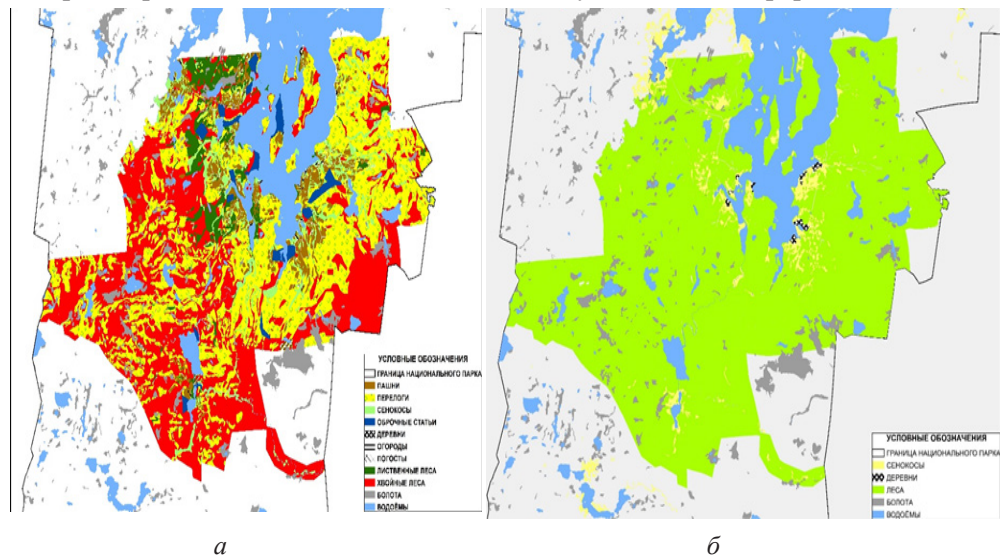 УСЛОВНЫЕ ОБОЗНАЧЕНИЯ
ГРАНИЦА НАЦИОНАЛЬНОГО ПАРКА
ПАШНИ
ПЕРЕЛОГИ
СЕНОКОСЫ
ОБРОЧНЫЕ СТАТЬИ
ДЕРЕВНИ
ОГОРОДЫ
ПОГОСТЫ
ЛИСТВЕННЫЕ ЛЕСА
ХВОЙНЫЕ ЛЕСА
БОЛОТА
ВОДОЁМЫ
УСЛОВНЫЕ ОБОЗНАЧЕНИЯ
ГРАНИЦА НАЦИОНАЛЬНОГО ПАРКА
СЕНОКОСЫ
ДЕРЕВНИ
ЛЕСА
БОЛОТА
ВОДОЁМЫ
а
б